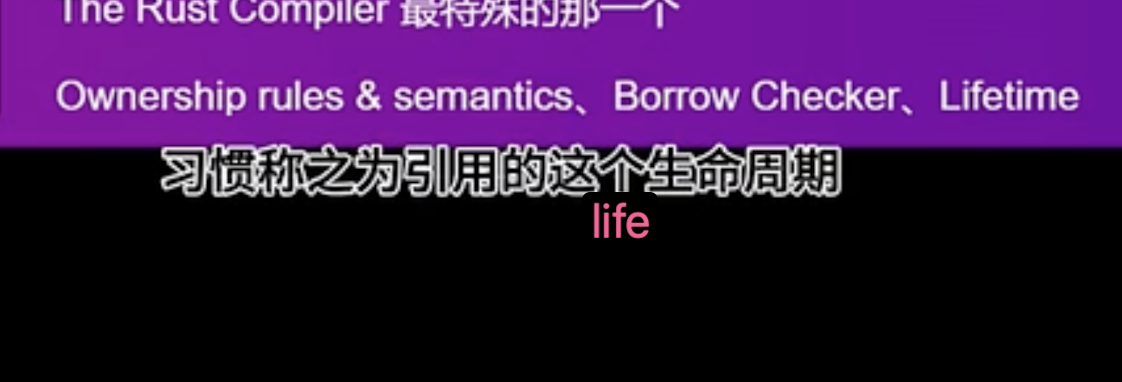 The Rust Compiler 最特殊的那一个
Ownership rules & semantics、Borrow Checker、Lifetime
习惯称之为引用的这个生命周期
life